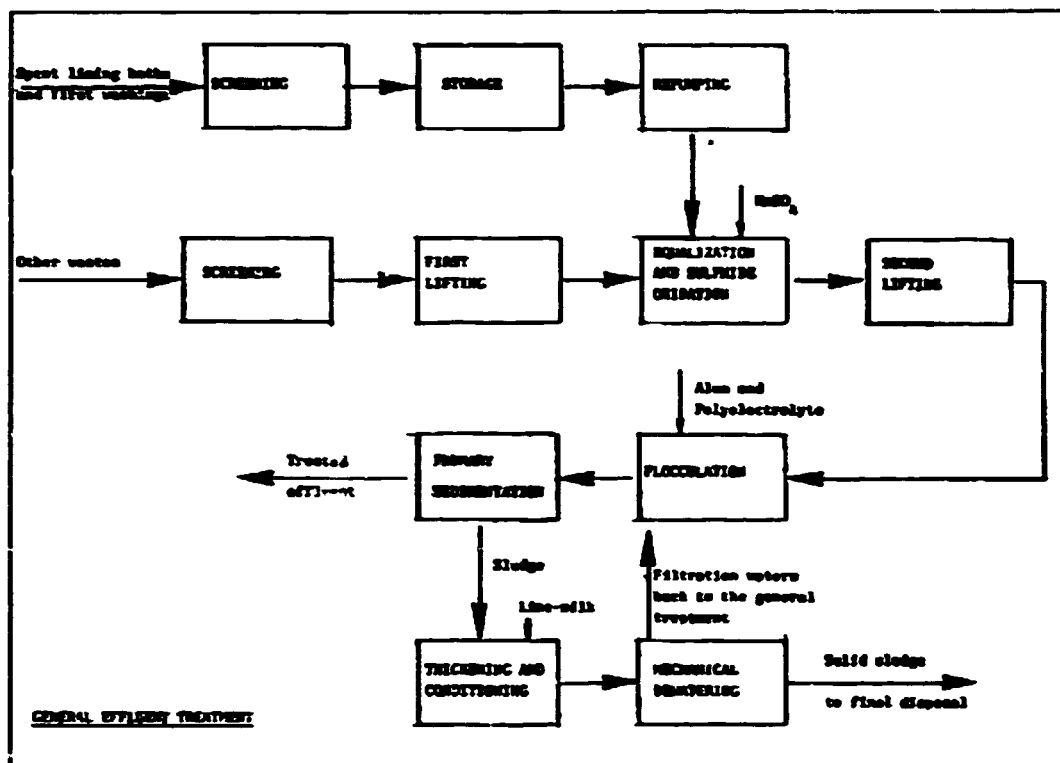 Spent liming baths
and first washings
SCREENING
STORAGE
REPUMPING
MnSO4
Other wastes
SCREENING
FIRST
LIFTING
EQUALIZATION
AND SULPHIDE
OXIDATION
SECOND
LIFTING
Alum and
Polyelectrolyte
Treated
effluent
PRIMARY
SEDIMENTATION
FLOCCULATION
Sludge
Lime-milk
Filtration waters
back to the general
treatment
THICKENING AND
CONDITIONING
MECHANICAL
DEWATERING
Solid sludge
to final disposal
GENERAL EFFLUENT TREATMENT